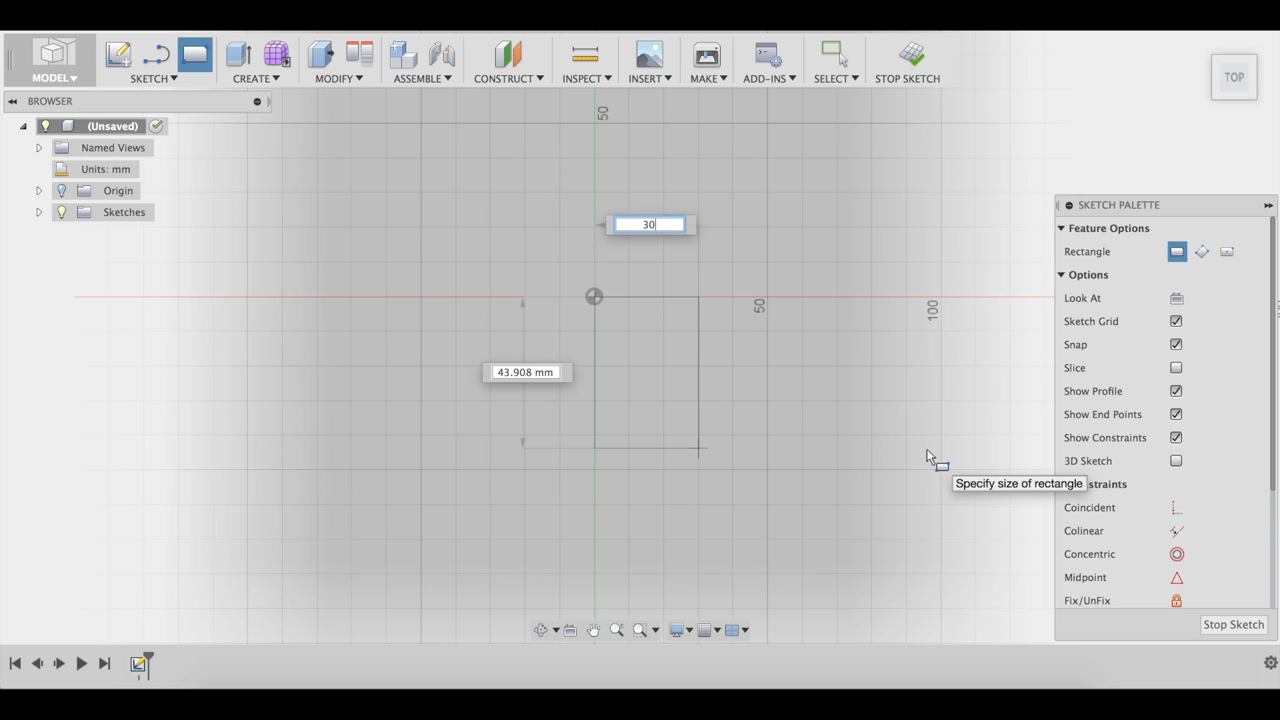 MODEL▾
SKETCH▾
CREATE▾
MODIFY▾
ASSEMBLE▾
CONSTRUCT▾
INSPECT▾
INSERT▾
MAKE▾
ADD-INS▾
SELECT▾
STOP SKETCH
TOP
BROWSER
(Unsaved)
Named Views
Units: mm
Origin
Sketches
50
30
50
100
43.908 mm
Specify size of rectangle
SKETCH PALETTE
Feature Options
Rectangle
Options
Look At
Sketch Grid
Snap
Slice
Show Profile
Show End Points
Show Constraints
3D Sketch
straints
Coincident
Colinear
Concentric
Midpoint
Fix/UnFix
Stop Sketch